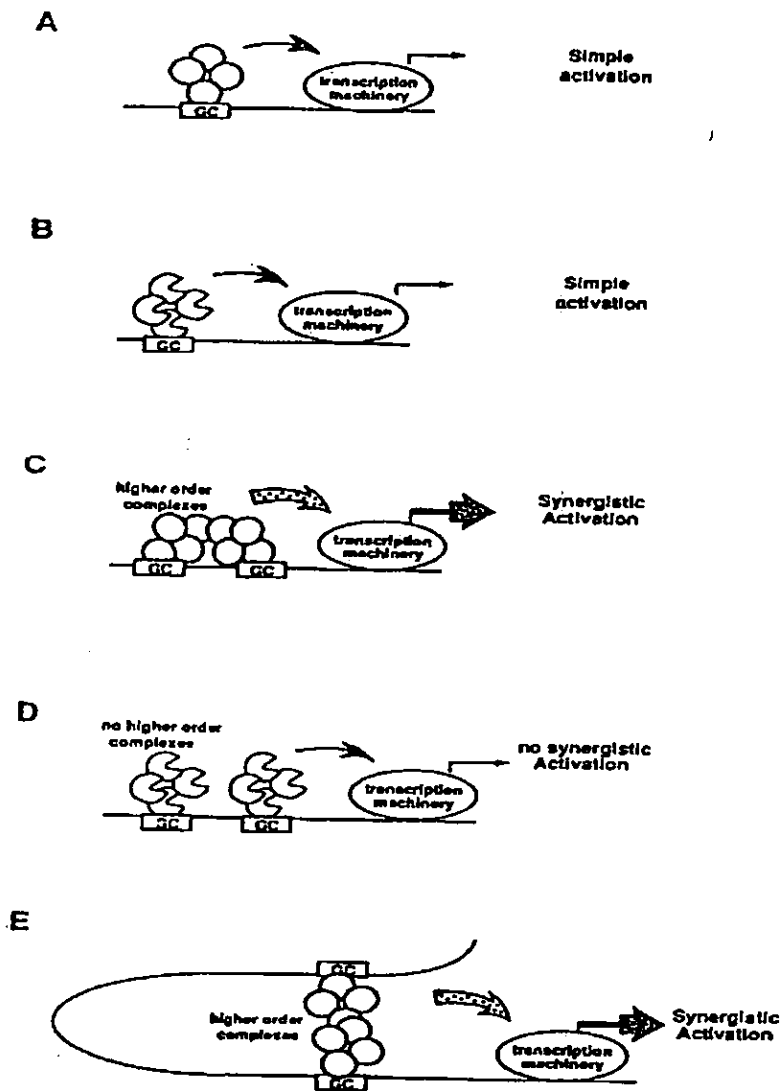 A
Simple
activation
transcription
machinery
GC
B
Simple
activation
transcription
machinery
GC
C
higher order
complexes
Synergistic
Activation
transcription
machinery
GC
GC
D
no higher order
complexes
no synergistic
Activation
transcription
machinery
GC
GC
E
GC
higher order
complexes
Synergistic
Activation
transcription
machinery
GC